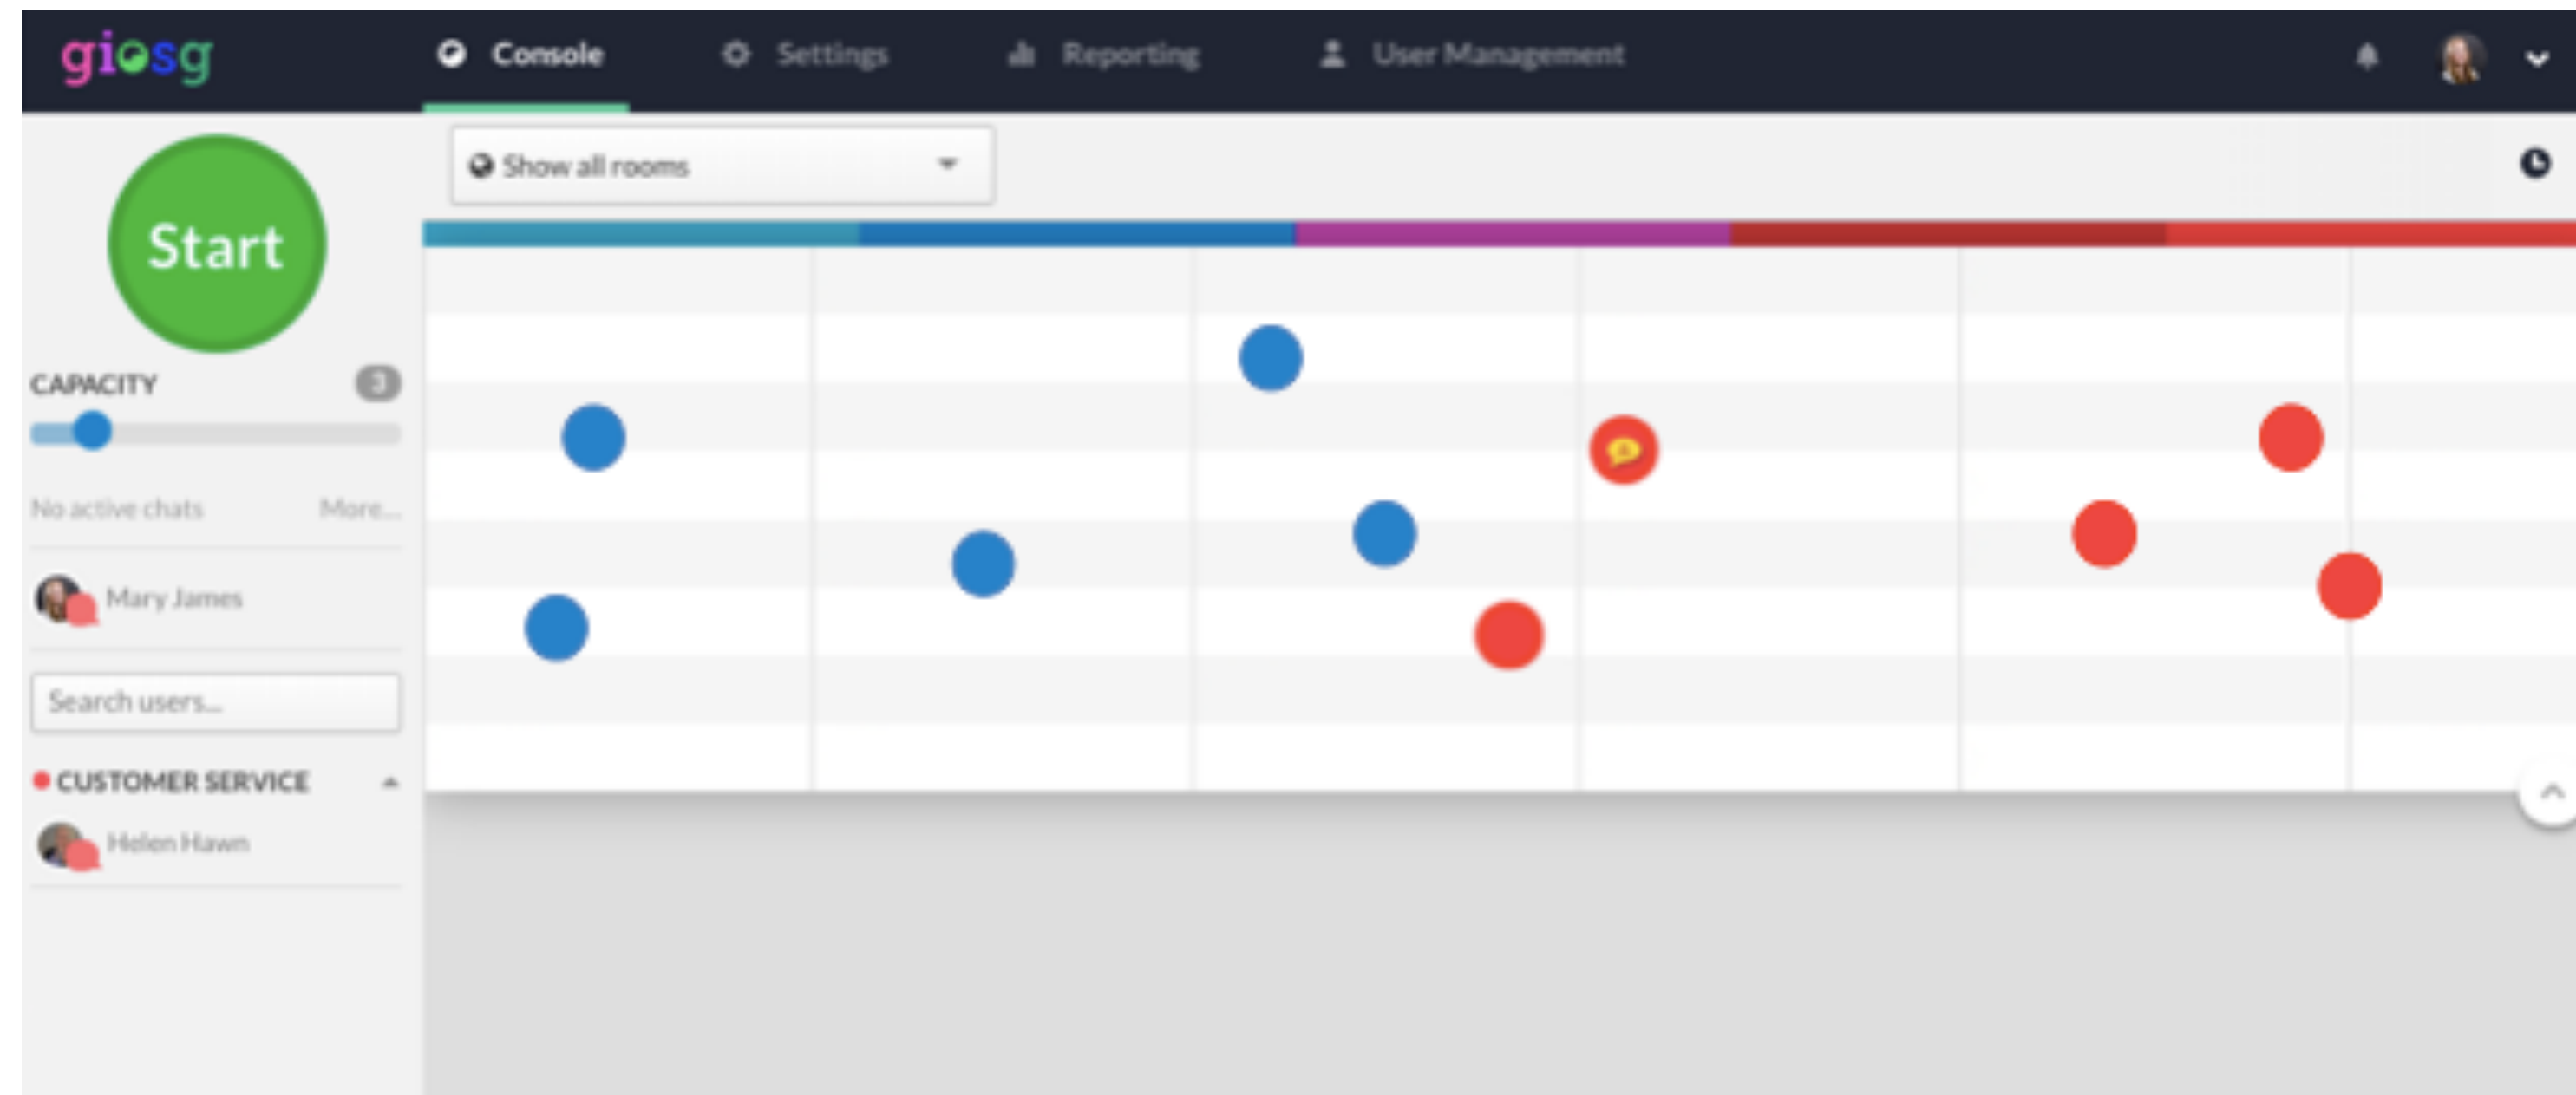 giosg
Console
Settings
Reporting
User Management
Start
Show all rooms
CAPACITY
3
No active chats
More...
Mary James
Search users...
CUSTOMER SERVICE
Helen Hawn